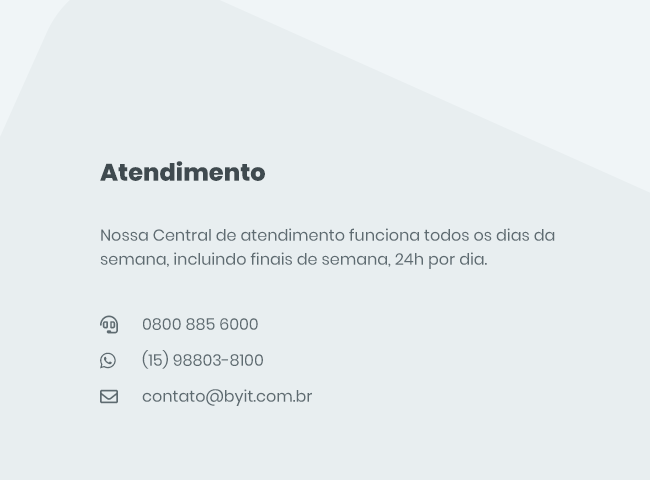 Atendimento
Nossa Central de atendimento funciona todos os dias da
semana, incluindo finais de semana, 24h por dia.
0800 885 6000
(15) 98803-8100
contato@byit.com.br